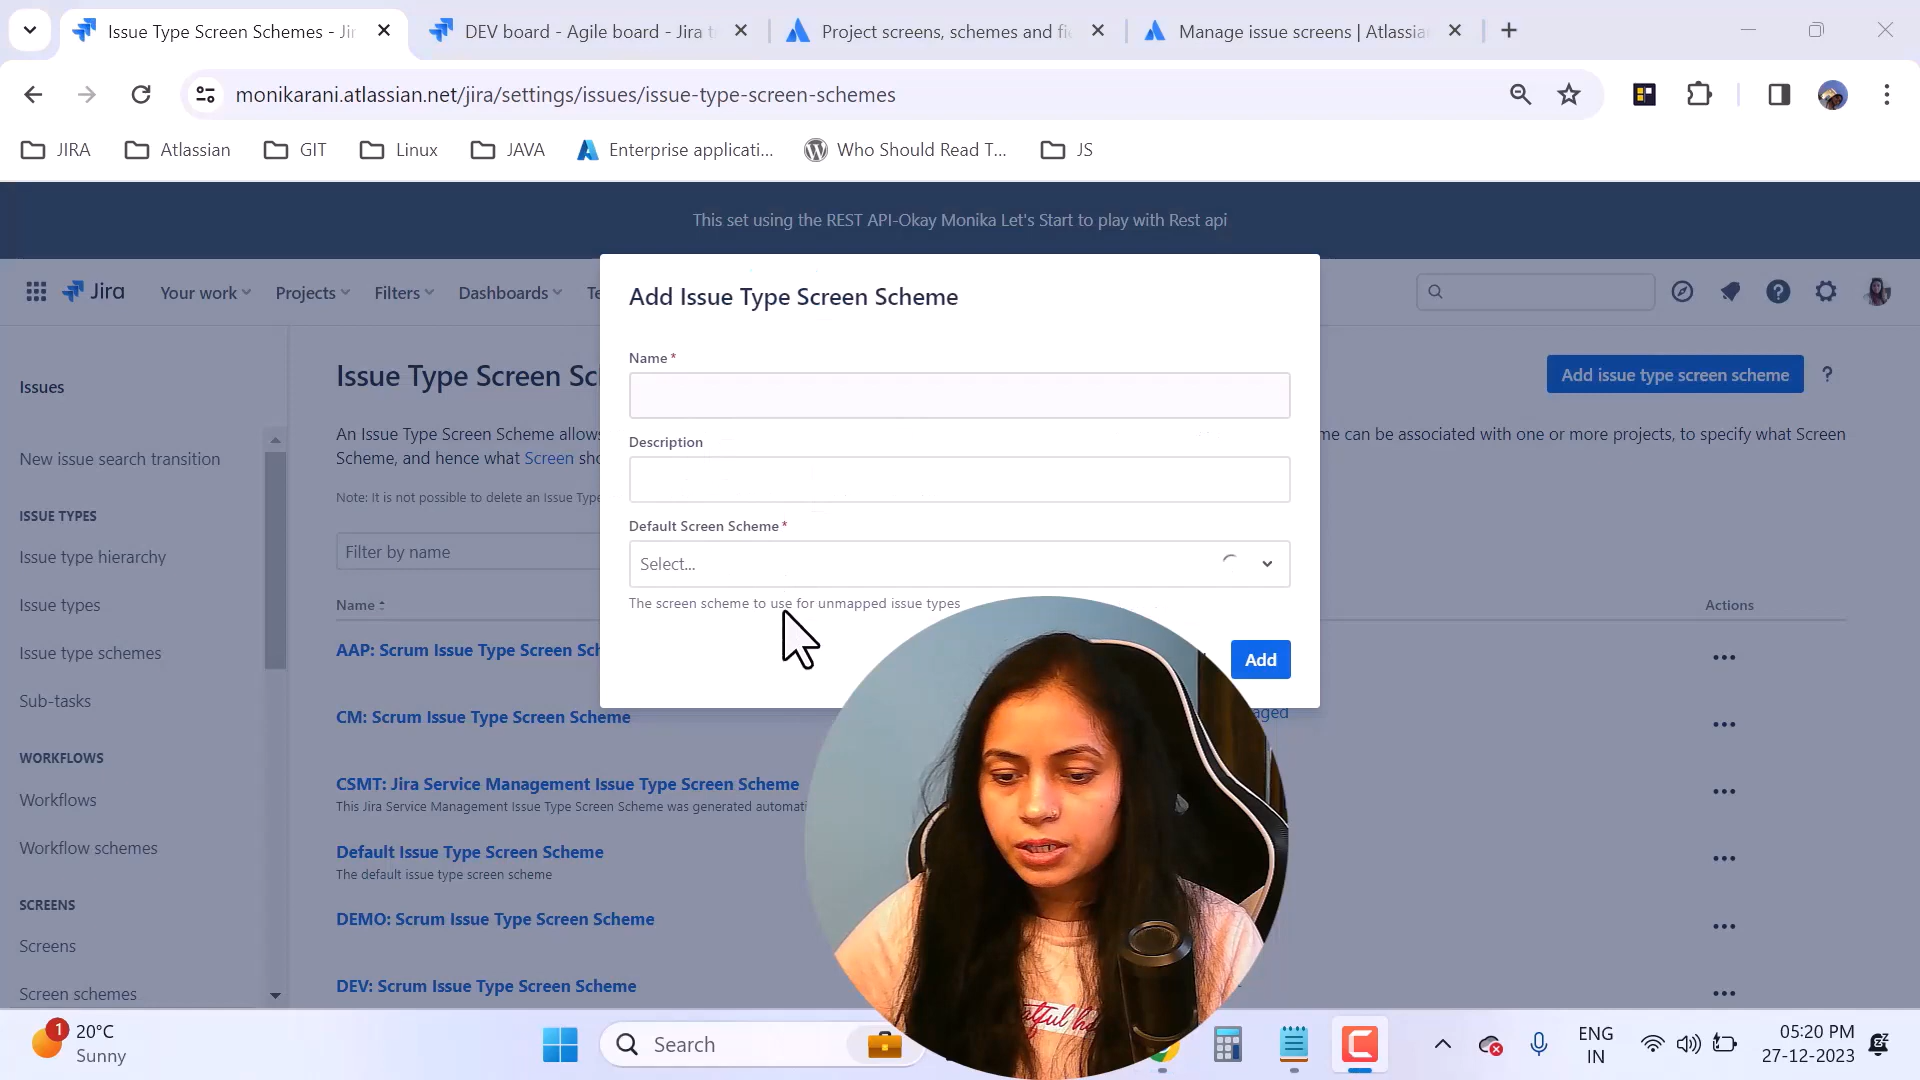 Issue Type Screen Schemes - Jir
DEV board - Agile board - Jira t
Project screens, schemes and fi
Manage issue screens | Atlassia
monikarani.atlassian.net/jira/settings/issues/issue-type-screen-schemes
JIRA
Atlassian
GIT
Linux
JAVA
Enterprise applicati...
Who Should Read T...
JS
This set using the REST API-Okay Monika Let's Start to play with Rest api
Jira
Your work
Projects
Filters
Dashboards
Te
Issues
New issue search transition
ISSUE TYPES
Issue type hierarchy
Issue types
Issue type schemes
Sub-tasks
WORKFLOWS
Workflows
Workflow schemes
SCREENS
Screens
Screen schemes
Issue Type Screen Sc
Add issue type screen scheme
?
An Issue Type Screen Scheme allows
me can be associated with one or more projects, to specify what Screen
Scheme, and hence what Screen sho
Note: It is not possible to delete an Issue Type
Filter by name
Name
Actions
AAP: Scrum Issue Type Screen Sch
CM: Scrum Issue Type Screen Scheme
aged
CSMT: Jira Service Management Issue Type Screen Scheme
This Jira Service Management Issue Type Screen Scheme was generated automati
Default Issue Type Screen Scheme
The default issue type screen scheme
DEMO: Scrum Issue Type Screen Scheme
DEV: Scrum Issue Type Screen Scheme
Add Issue Type Screen Scheme
Name *
Description
Default Screen Scheme *
Select...
The screen scheme to use for unmapped issue types
Add
1
20°C
Sunny
Search
ENG
IN
05:20 PM
27-12-2023